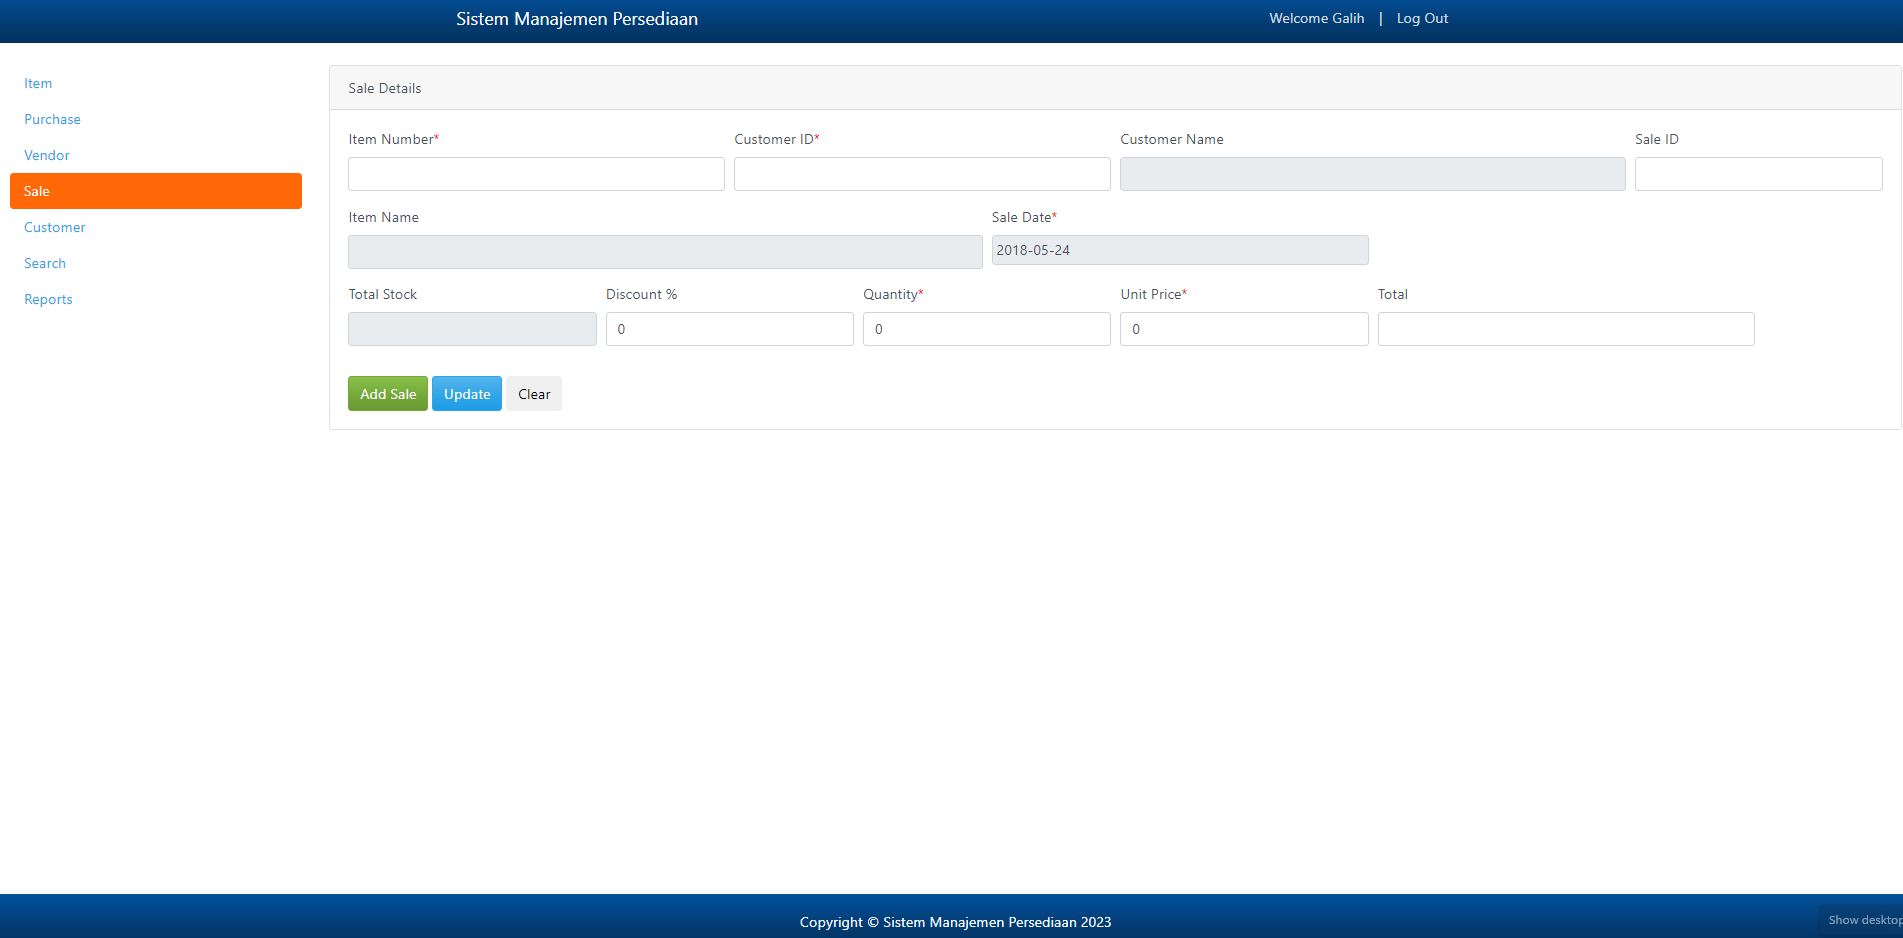 Sistem Manajemen Persediaan
Welcome Galih | Log Out
Item
Purchase
Vendor
Sale
Customer
Search
Reports
Sale Details
Item Number* Customer ID* Customer Name Sale ID
Item Name Sale Date*
2018-05-24
Total Stock Discount % Quantity* Unit Price* Total
0 0 0
Add Sale Update Clear
Copyright © Sistem Manajemen Persediaan 2023
Show desktop